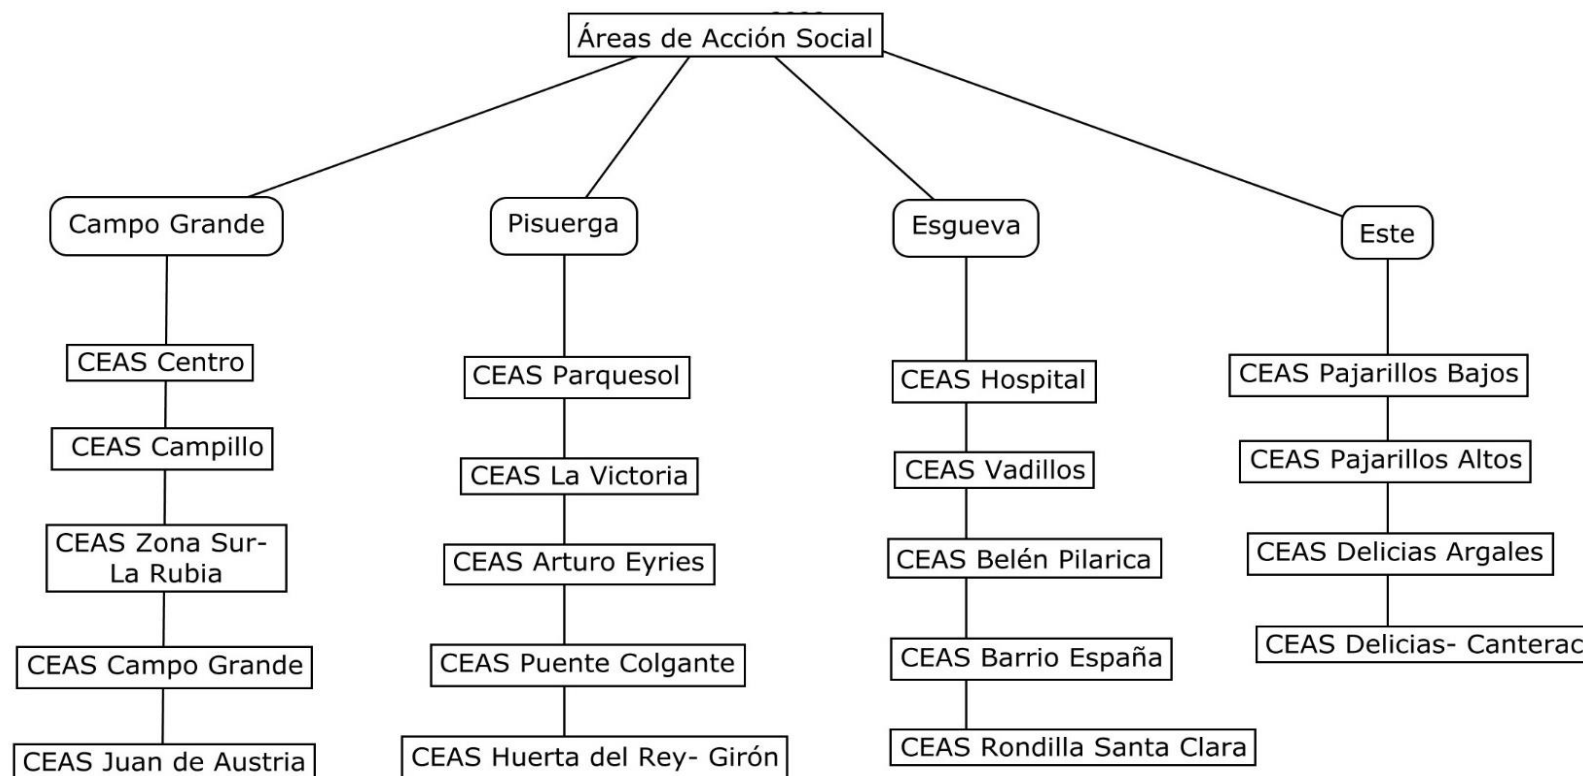 Áreas de Acción Social
Campo Grande
CEAS Centro
CEAS Campillo
CEAS Zona Sur-
La Rubia
CEAS Campo Grande
CEAS Juan de Austria
Pisuerga
CEAS Parquesol
CEAS La Victoria
CEAS Arturo Eyries
CEAS Puente Colgante
CEAS Huerta del Rey- Girón
Esgueva
CEAS Hospital
CEAS Vadillos
CEAS Belén Pilarica
CEAS Barrio España
CEAS Rondilla Santa Clara
Este
CEAS Pajarillos Bajos
CEAS Pajarillos Altos
CEAS Delicias Argales
CEAS Delicias- Canterac